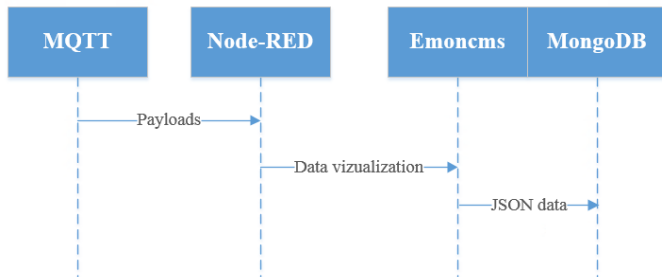 MQTT
Node-RED
Emoncms
MongoDB
Payloads
Data vizualization
JSON data